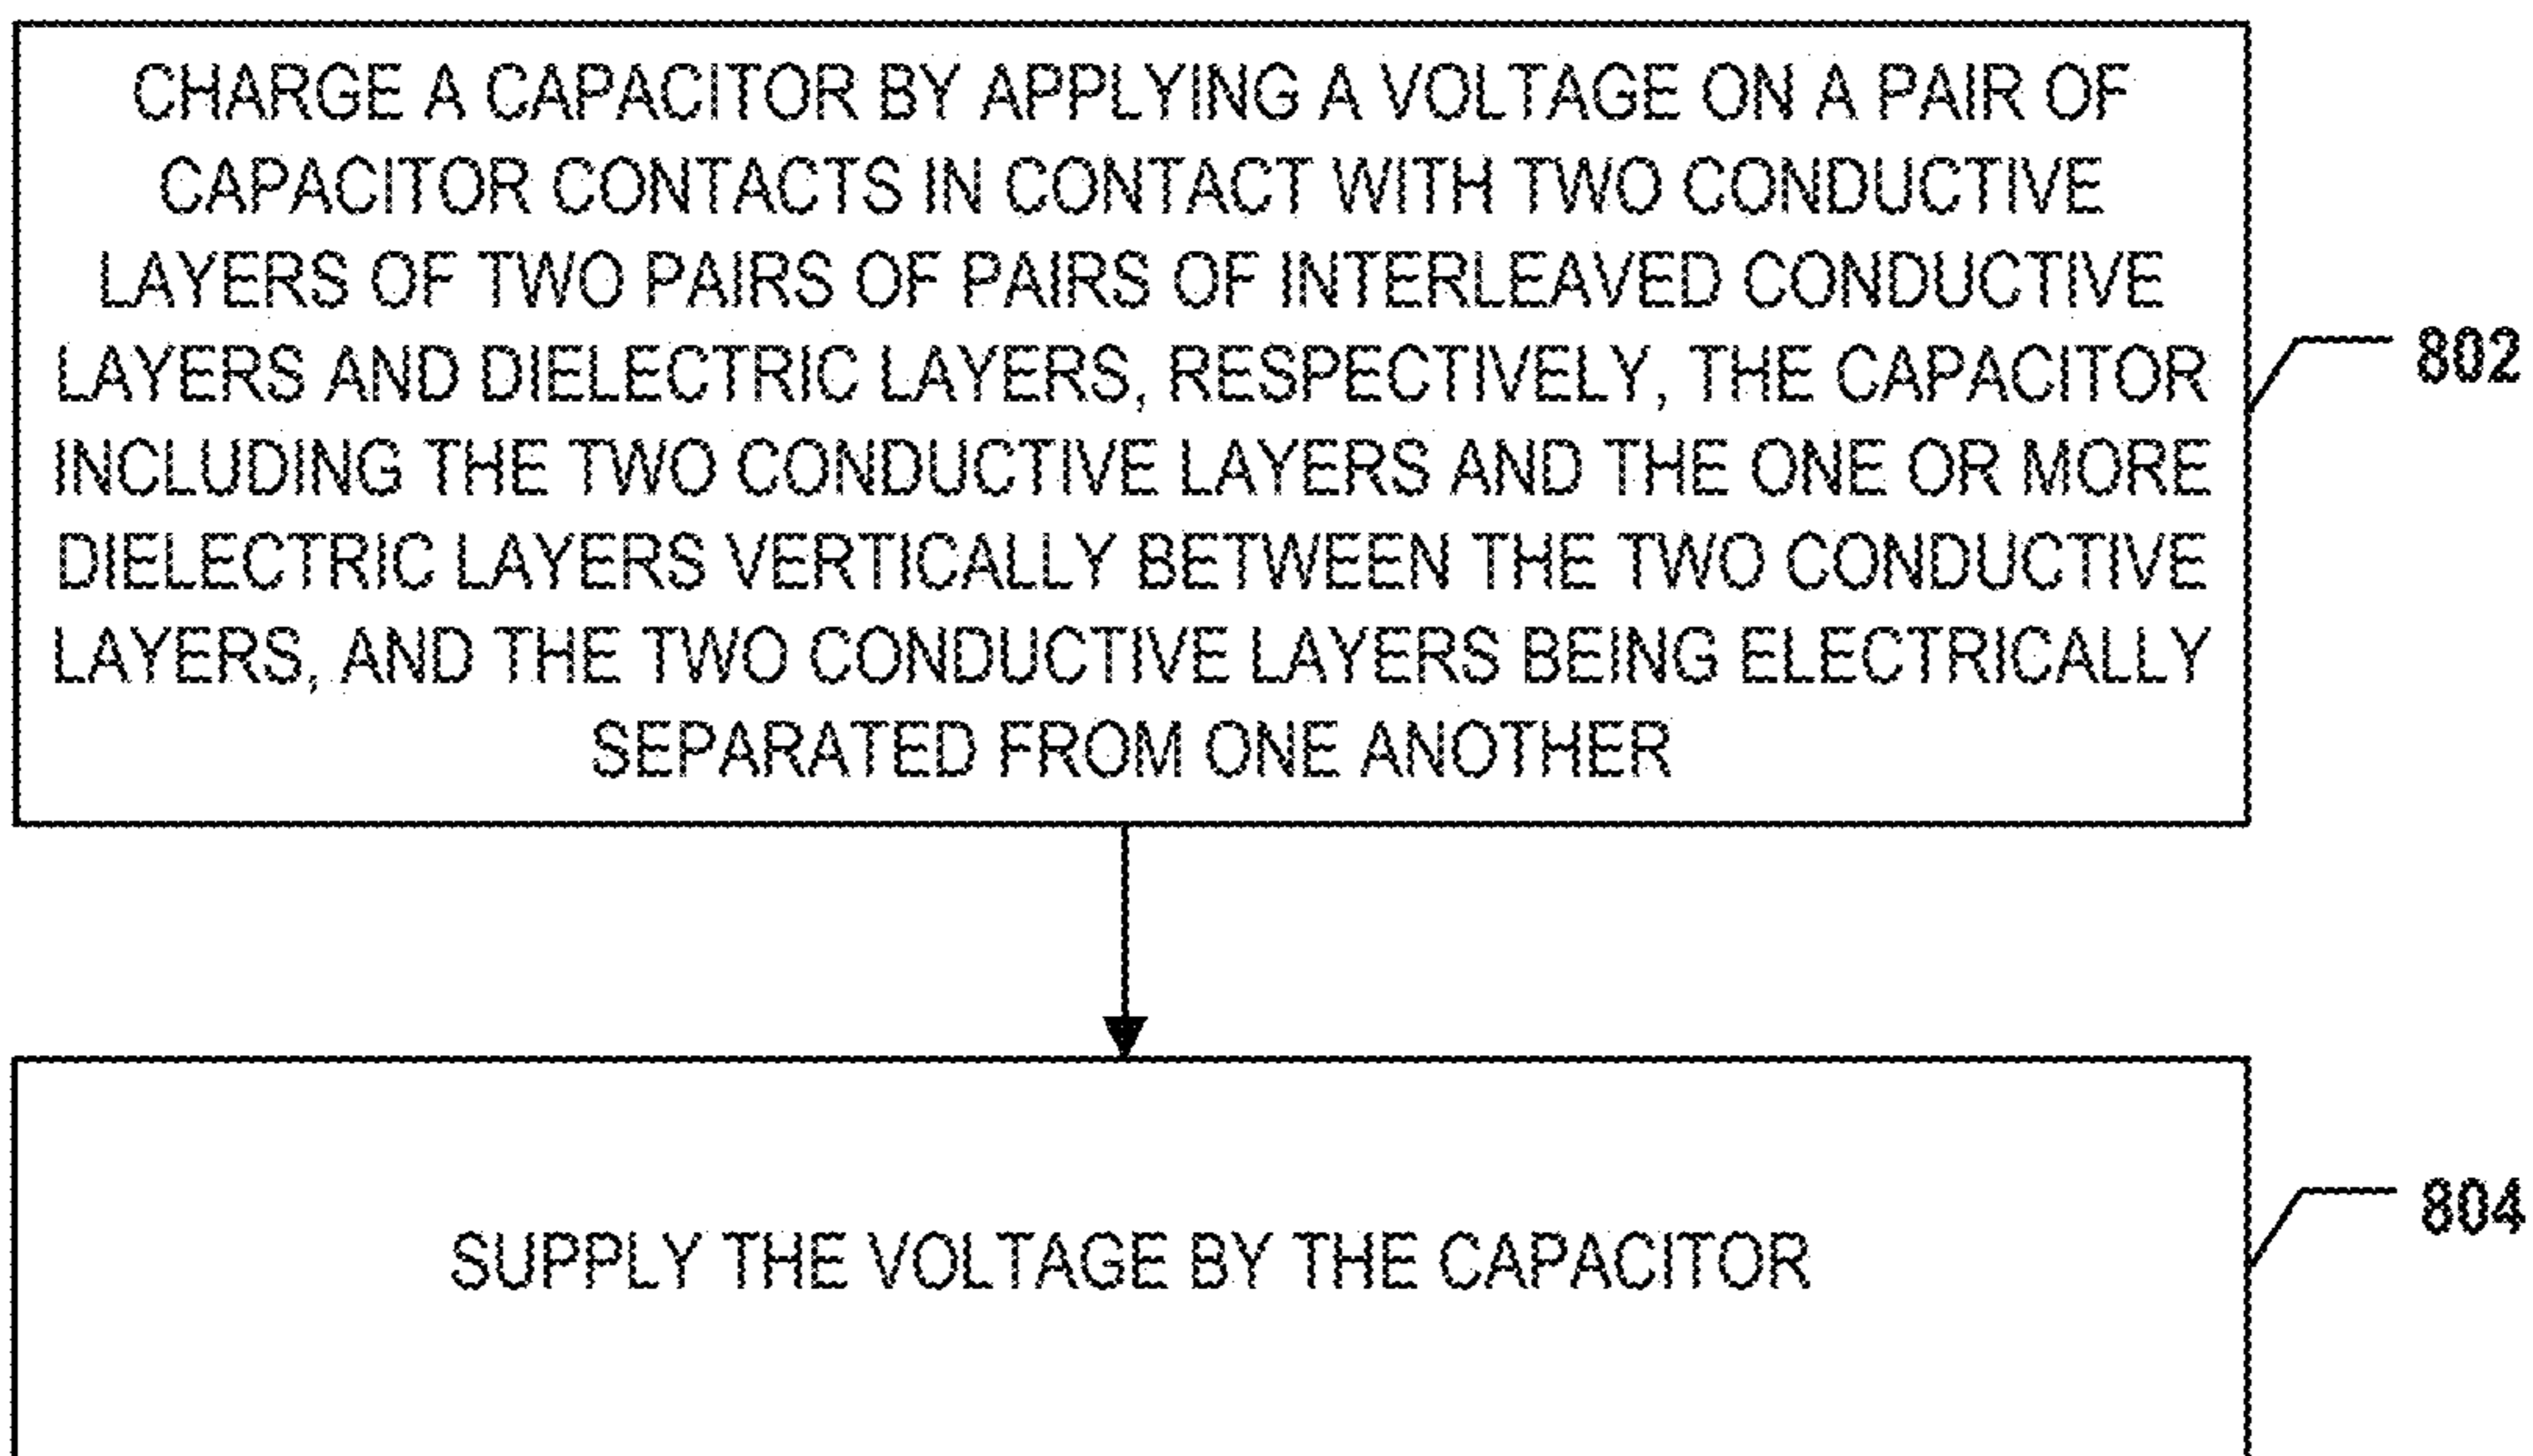 CHARGE A CAPACITOR BY APPLYING A VOLTAGE ON A PAIR OF
CAPACITOR CONTACTS IN CONTACT WITH TWO CONDUCTIVE
LAYERS OF TWO PAIRS OF PAIRS OF INTERLEAVED CONDUCTIVE
LAYERS AND DIELECTRIC LAYERS, RESPECTIVELY, THE CAPACITOR
INCLUDING THE TWO CONDUCTIVE LAYERS AND THE ONE OR MORE
DIELECTRIC LAYERS VERTICALLY BETWEEN THE TWO CONDUCTIVE
LAYERS, AND THE TWO CONDUCTIVE LAYERS BEING ELECTRICALLY
SEPARATED FROM ONE ANOTHER
802
SUPPLY THE VOLTAGE BY THE CAPACITOR
804